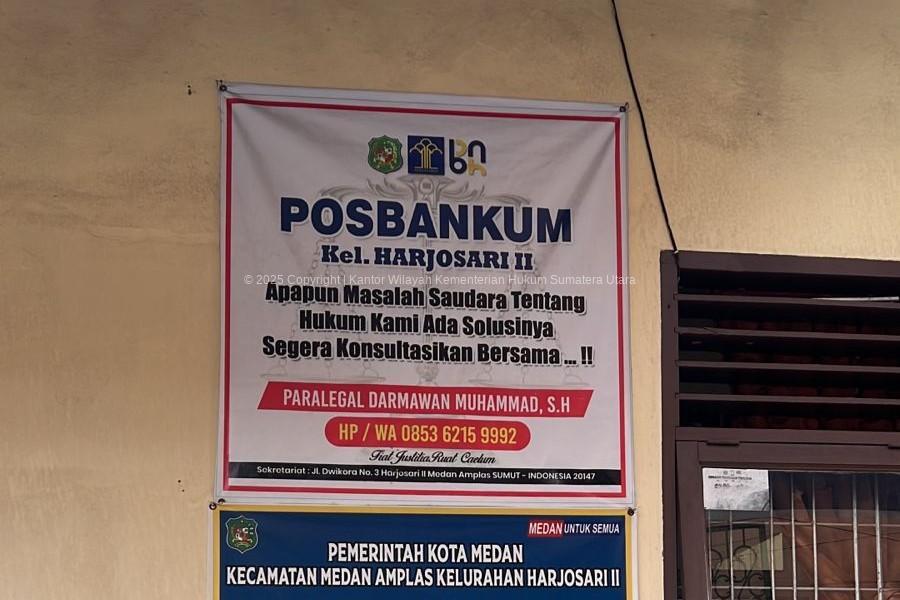 POSBANKUM
Kel. HARJOSARI II
© 2025 Copyright | Kantor Wilayah Kementerian Hukum Sumatera Utara
Apapun Masalah Saudara Tentang
Hukum Kami Ada Solusinya
Segera Konsultasikan Bersama ... !!
PARALEGAL DARMAWAN MUHAMMAD, S.H
HP / WA 0853 6215 9992
Fiat Justitia Ruat Caelum
Sekretariat : Jl. Dwikora No. 3 Harjosari II Medan Amplas SUMUT - INDONESIA 20147
MEDAN UNTUK SEMUA
PEMERINTAH KOTA MEDAN
KECAMATAN MEDAN AMPLAS KELURAHAN HARJOSARI II